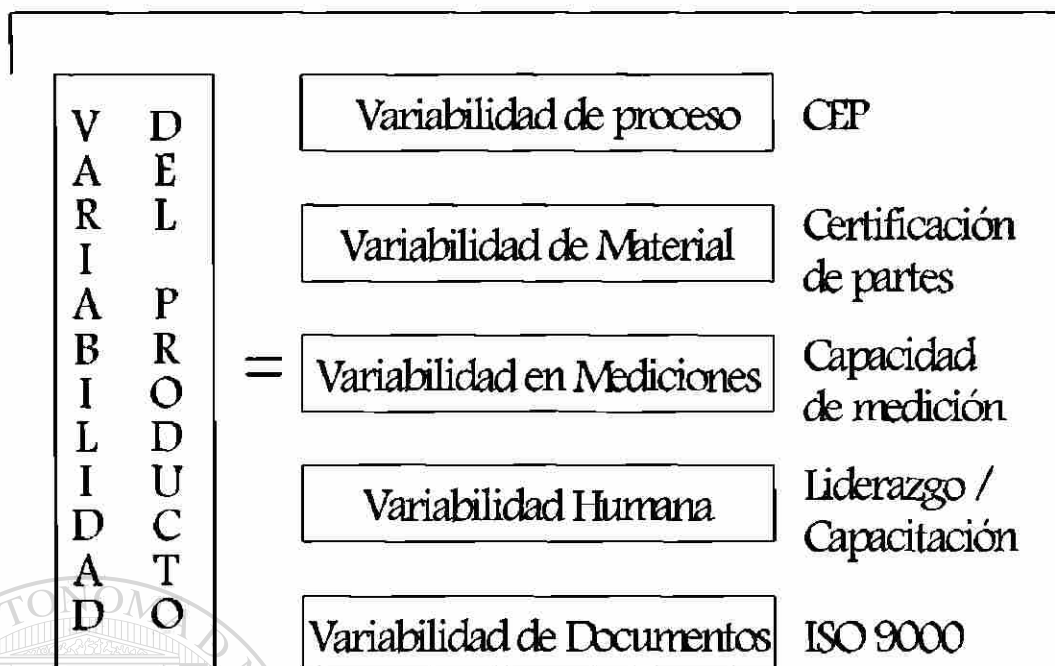 VARIABILIDAD
DEL PRODUCTO
=
Variabilidad de proceso
CEP
Variabilidad de Material
Certificación
de partes
Variabilidad en Mediciones
Capacidad
de medición
Variabilidad Humana
Liderazgo /
Capacitación
Variabilidad de Documentos
ISO 9000